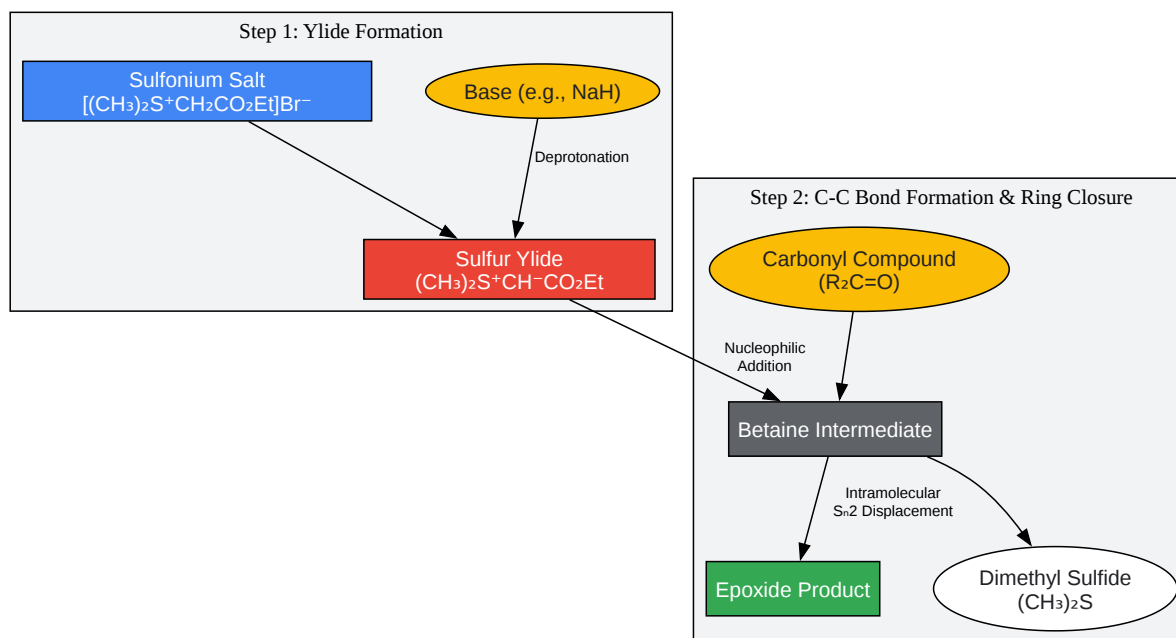 Step 1: Ylide Formation
Sulfonium Salt
[(CH₃)₂S⁺CH₂CO₂Et]Br⁻
Base (e.g., NaH)
Deprotonation
Sulfur Ylide
(CH₃)₂S⁺CH⁻CO₂Et
Step 2: C-C Bond Formation & Ring Closure
Carbonyl Compound
(R₂C=O)
Nucleophilic
Addition
Betaine Intermediate
Intramolecular
Sₙ2 Displacement
Epoxide Product
Dimethyl Sulfide
(CH₃)₂S